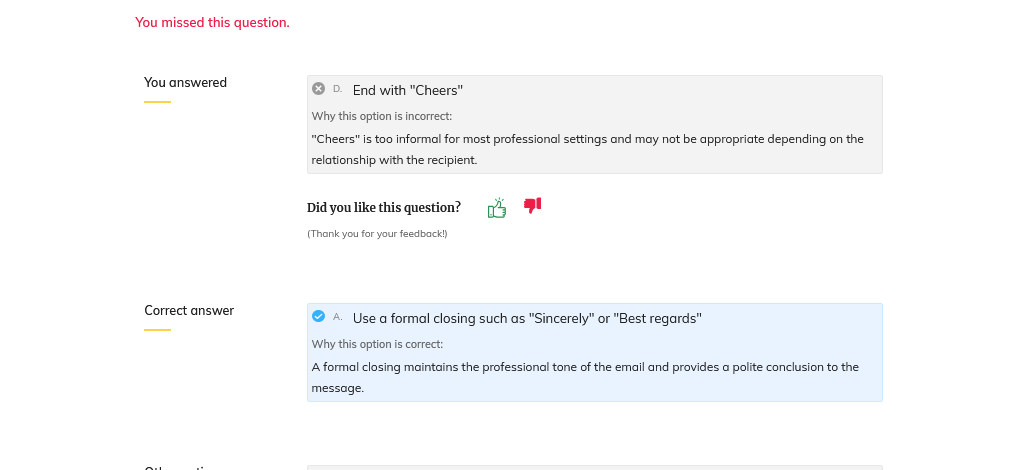 You missed this question.
You answered
D. End with "Cheers"
Why this option is incorrect:
"Cheers" is too informal for most professional settings and may not be appropriate depending on the
relationship with the recipient.
Did you like this question?
(Thank you for your feedback!)
Correct answer
A. Use a formal closing such as "Sincerely" or "Best regards"
Why this option is correct:
A formal closing maintains the professional tone of the email and provides a polite conclusion to the
message.